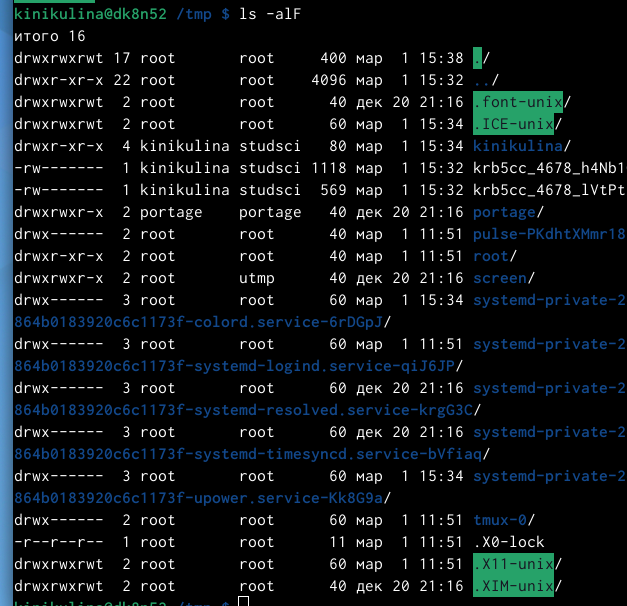 kinikulina@dk8n52 /tmp $ ls -alF
итого 16
drwxrwxrwt 17 root       root       400 мар  1 15:38 ./
drwxr-xr-x 22 root       root      4096 мар  1 15:32 ../
drwxrwxrwt  2 root       root        40 дек 20 21:16 .font-unix/
drwxrwxrwt  2 root       root        60 мар  1 15:34 .ICE-unix/
drwxr-xr-x  4 kinikulina studsci     80 мар  1 15:34 kinikulina/
-rw-------  1 kinikulina studsci   1118 мар  1 15:32 krb5cc_4678_h4Nb1
-rw-------  1 kinikulina studsci    569 мар  1 15:32 krb5cc_4678_lVtPt
drwxrwxr-x  2 portage    portage     40 дек 20 21:16 portage/
drwx------  2 root       root        40 мар  1 11:51 pulse-PKdhtXMmr18
drwxr-xr-x  2 root       root        40 мар  1 11:51 root/
drwxrwxr-x  2 root       utmp        40 дек 20 21:16 screen/
drwx------  3 root       root        60 мар  1 15:34 systemd-private-2
864b0183920c6c1173f-colord.service-6rDGpJ/
drwx------  3 root       root        60 мар  1 11:51 systemd-private-2
864b0183920c6c1173f-systemd-logind.service-qiJ6JP/
drwx------  3 root       root        60 дек 20 21:16 systemd-private-2
864b0183920c6c1173f-systemd-resolved.service-krgG3C/
drwx------  3 root       root        60 дек 20 21:16 systemd-private-2
864b0183920c6c1173f-systemd-timesyncd.service-bVfiaq/
drwx------  3 root       root        60 мар  1 15:34 systemd-private-2
864b0183920c6c1173f-upower.service-Kk8G9a/
drwx------  2 root       root        60 мар  1 11:51 tmux-0/
-r--r--r--  1 root       root        11 мар  1 11:51 .X0-lock
drwxrwxrwt  2 root       root        60 мар  1 11:51 .X11-unix/
drwxrwxrwt  2 root       root        40 дек 20 21:16 .XIM-unix/
kinikulina@dk8n52 /tmp $